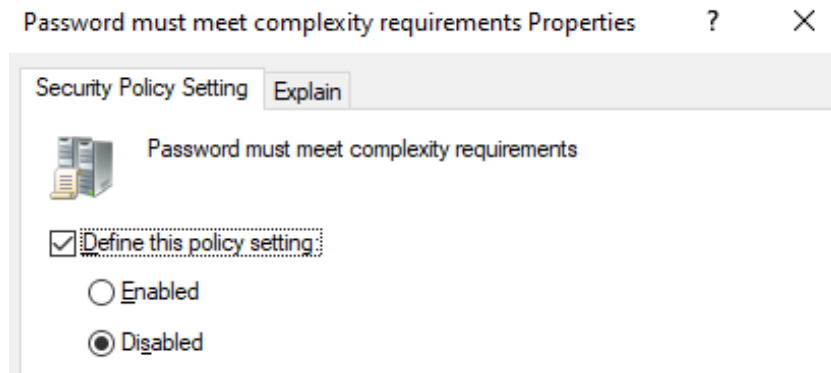 Password must meet complexity requirements Properties ? ×
Security Policy Setting Explain
Password must meet complexity requirements
Define this policy setting:
Enabled
Disabled